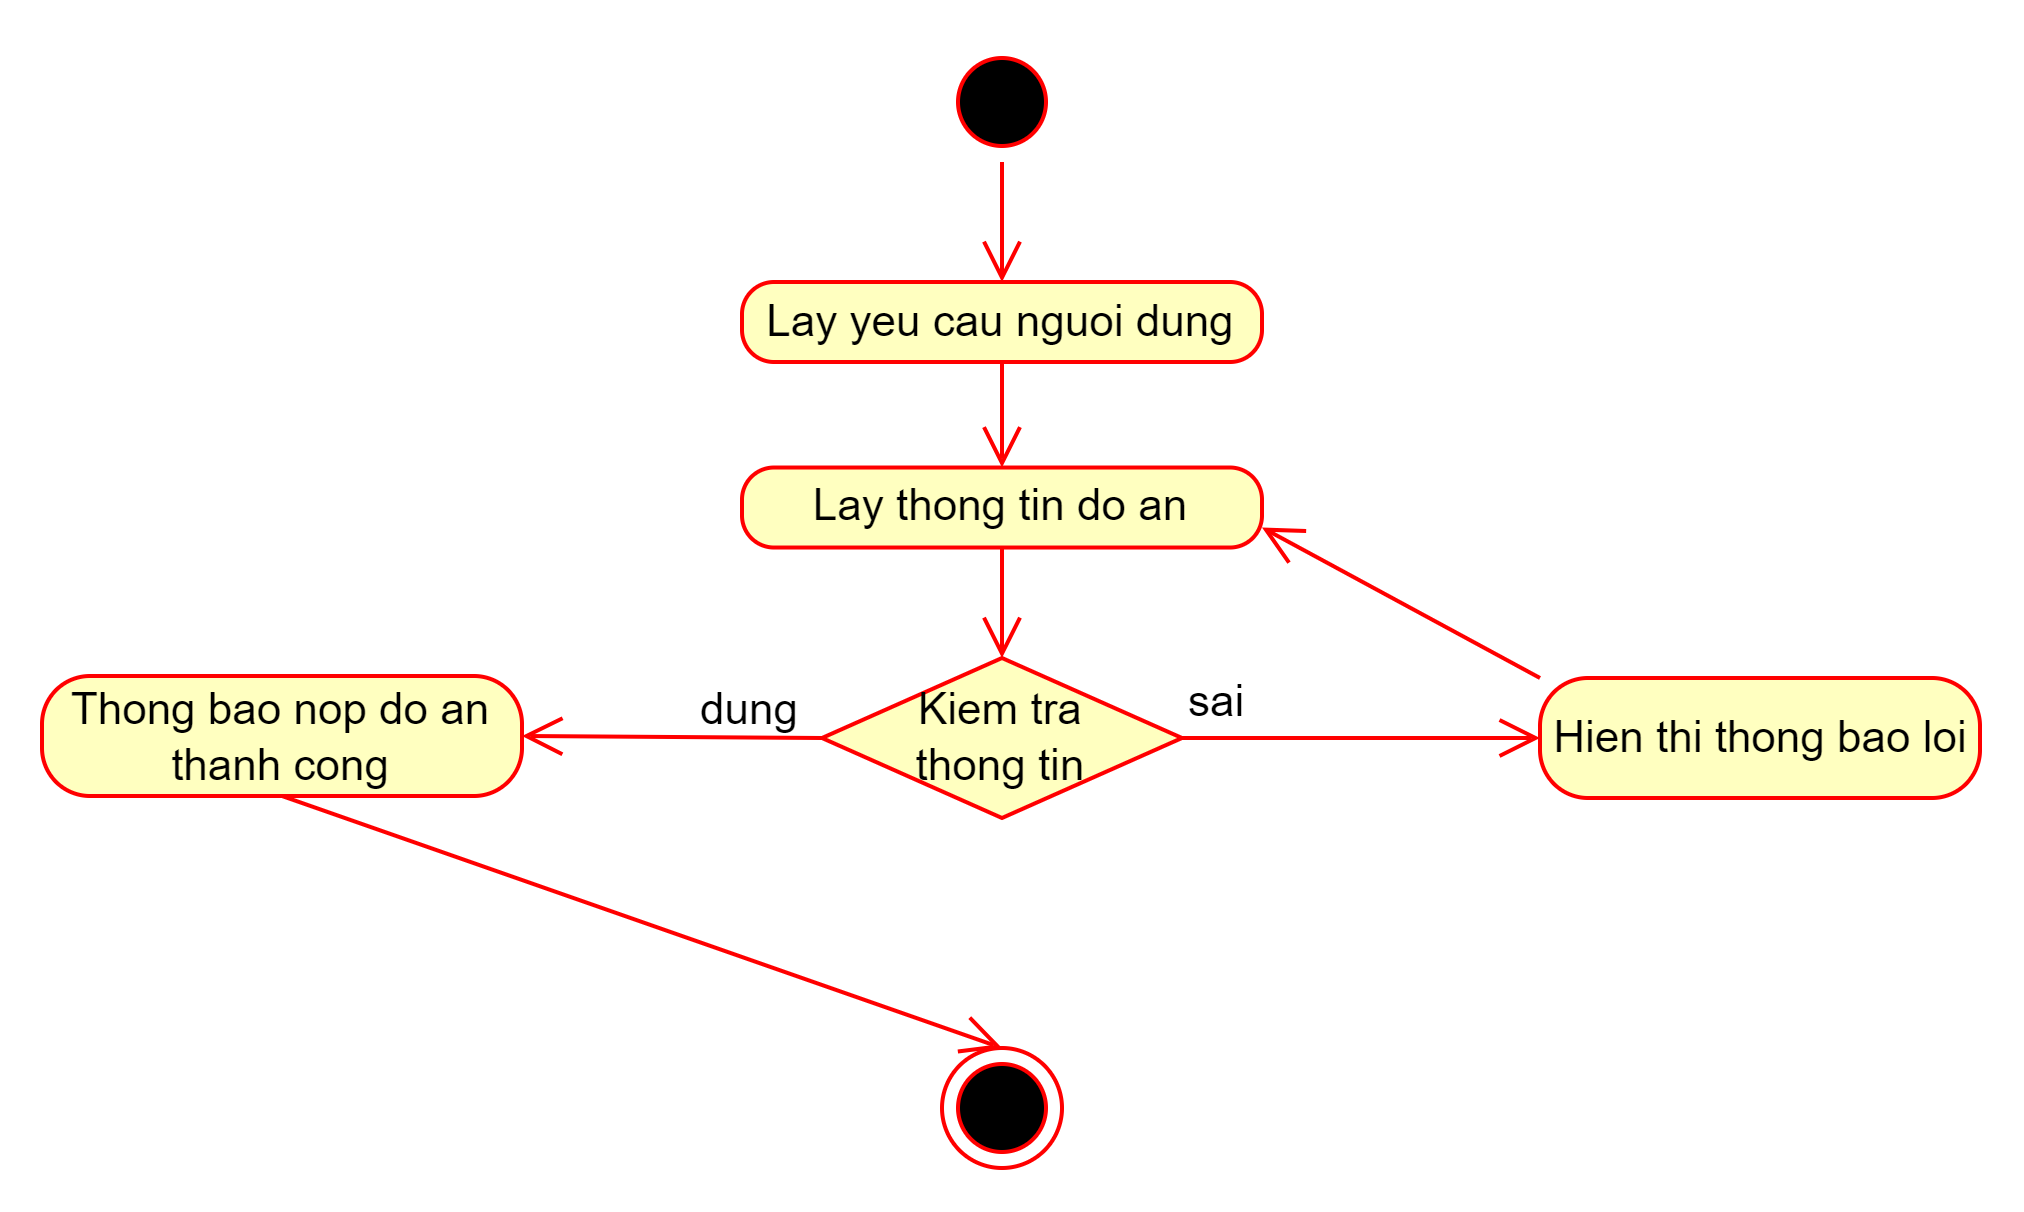 Lay yeu cau nguoi dung
Lay thong tin do an
Thong bao nop do an
thanh cong
dung
Kiem tra
thong tin
sai
Hien thi thong bao loi